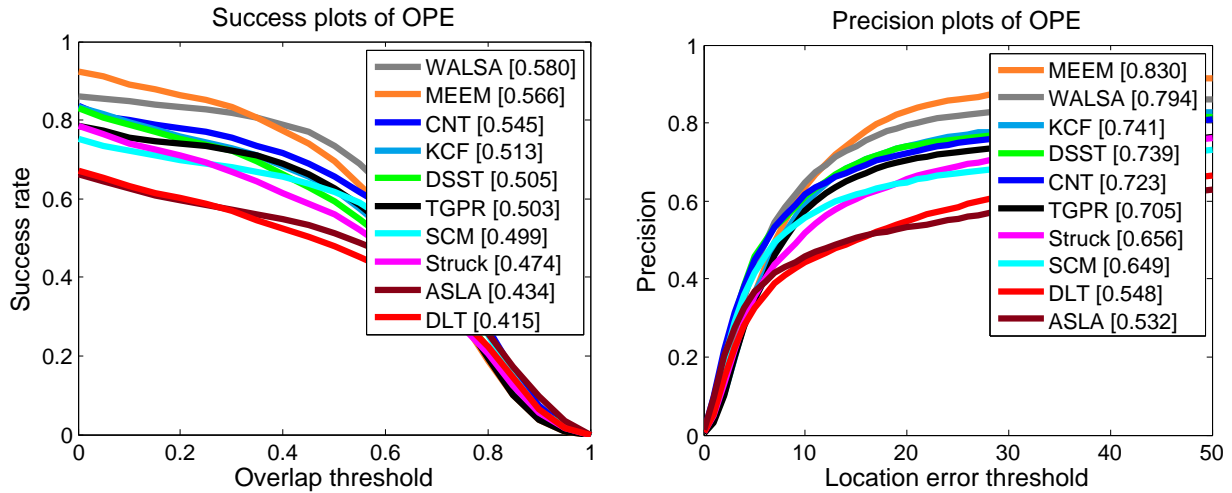 Success plots of OPE
Success rate
1
0.8
0.6
0.4
0.2
0
0
0.2
0.4
0.6
0.8
1
Overlap threshold
WALSA [0.580]
MEEM [0.566]
CNT [0.545]
KCF [0.513]
DSST [0.505]
TGPR [0.503]
SCM [0.499]
Struck [0.474]
ASLA [0.434]
DLT [0.415]
Precision plots of OPE
Precision
1
0.8
0.6
0.4
0.2
0
0
10
20
30
40
50
Location error threshold
MEEM [0.830]
WALSA [0.794]
KCF [0.741]
DSST [0.739]
CNT [0.723]
TGPR [0.705]
Struck [0.656]
SCM [0.649]
DLT [0.548]
ASLA [0.532]